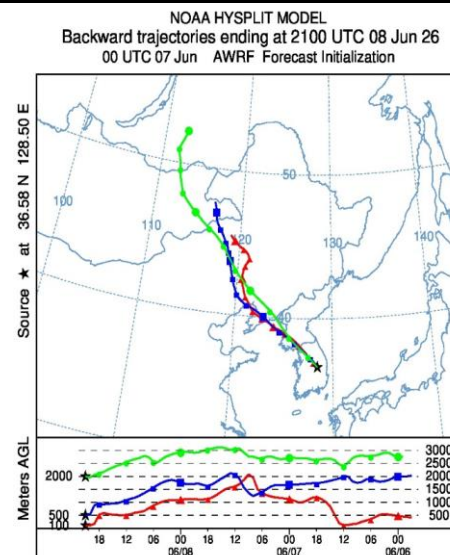 NOAA HYSPLIT MODEL
Backward trajectories ending at 2100 UTC 08 Jun 26
00 UTC 07 Jun AWRF Forecast Initialization
Source ★ at 36.58 N 128.50 E
100
110
120
130
140
50
40
Meters AGL
2000
500
100
3000
2500
2000
1500
1000
500
18 12 06 00 18 12 06 00 18 12 06 00
06/08 06/07 06/06